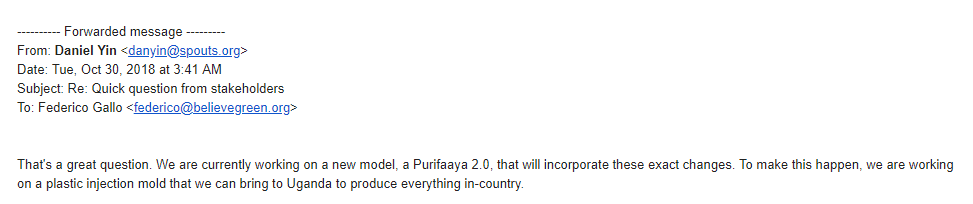 ---------- Forwarded message ---------
From: Daniel Yin <danyin@spouts.org>
Date: Tue, Oct 30, 2018 at 3:41 AM
Subject: Re: Quick question from stakeholders
To: Federico Gallo <federico@believegreen.org>
That's a great question. We are currently working on a new model, a Purifaaya 2.0, that will incorporate these exact changes. To make this happen, we are working
on a plastic injection mold that we can bring to Uganda to produce everything in-country.